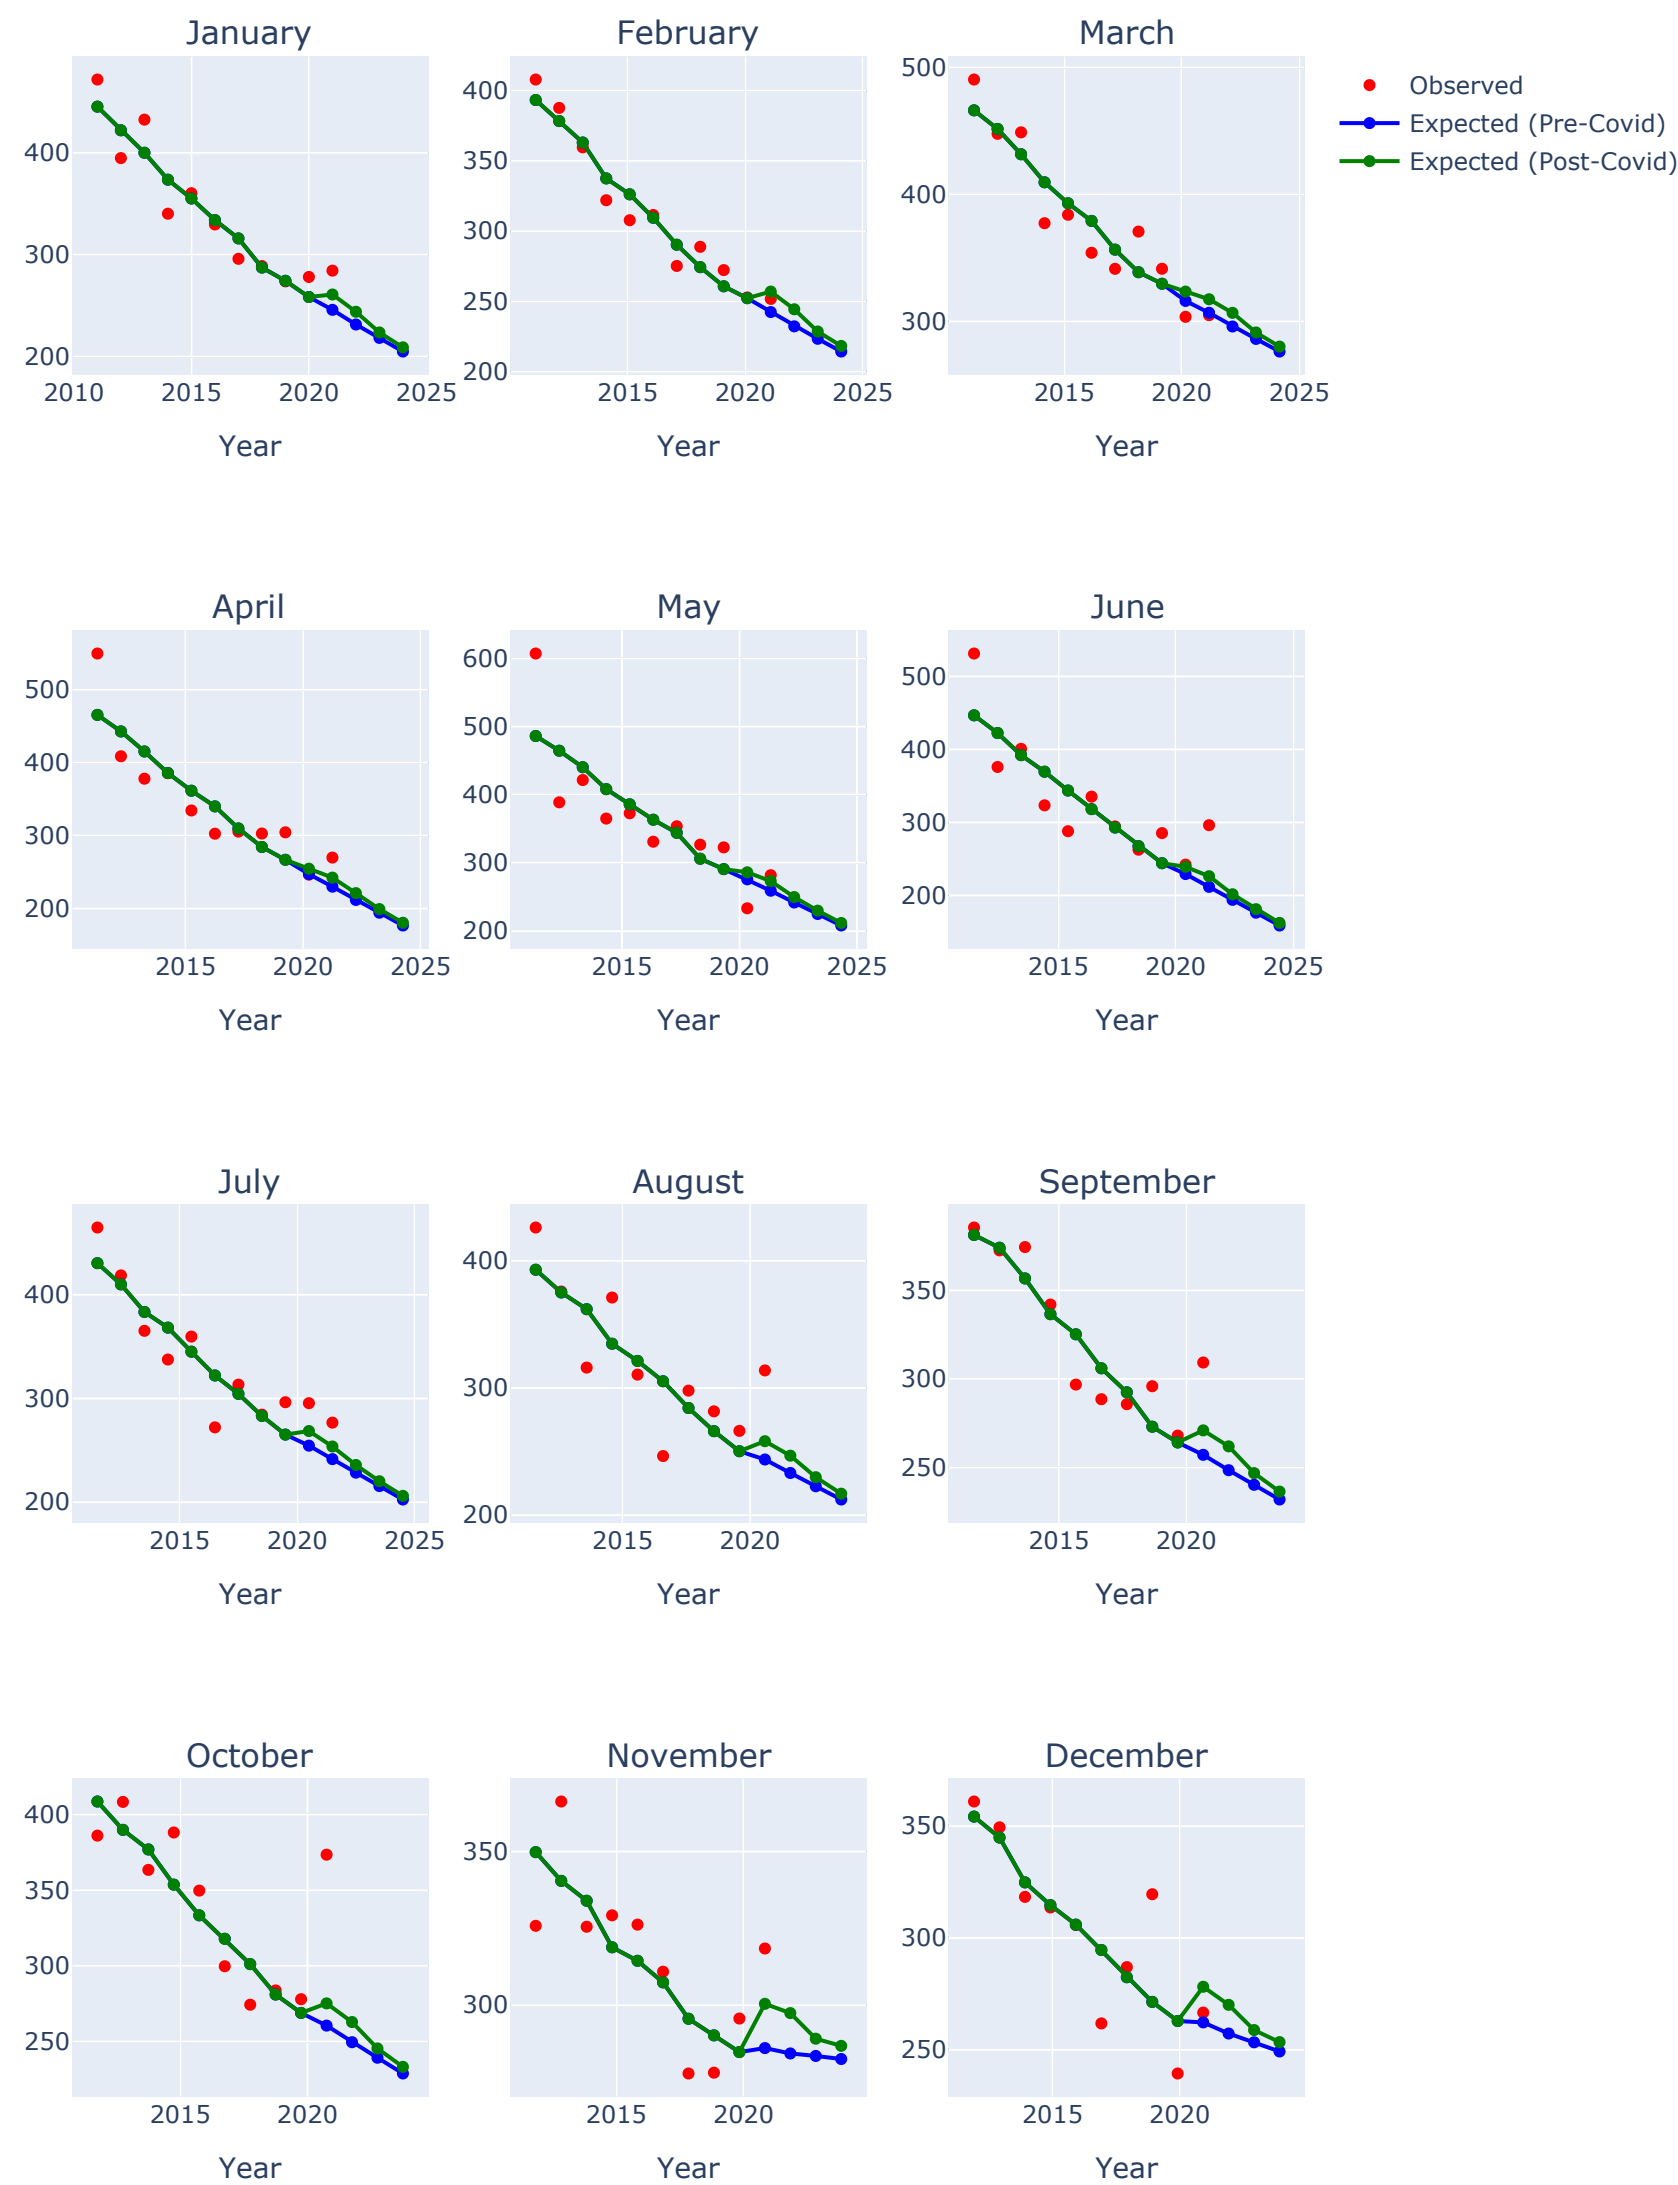 January
February
March
Observed
Expected (Pre-Covid)
Expected (Post-Covid)
400
300
200
2010
2015
2020
2025
Year
400
350
300
250
200
2015
2020
2025
Year
500
400
300
2015
2020
2025
Year
April
May
June
500
400
300
200
2015
2020
2025
Year
600
500
400
300
200
2015
2020
2025
Year
500
400
300
200
2015
2020
2025
Year
July
August
September
400
300
200
2015
2020
2025
Year
400
300
200
2015
2020
Year
350
300
250
2015
2020
Year
October
November
December
400
350
300
250
2015
2020
Year
350
300
2015
2020
Year
350
300
250
2015
2020
Year